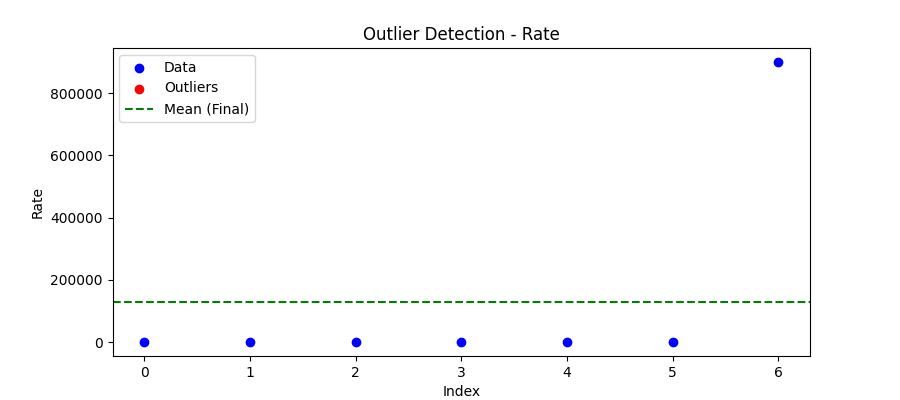 Outlier Detection - Rate
Data
Outliers
Mean (Final)
800000
600000
400000
200000
0
Rate
0 1 2 3 4 5 6
Index